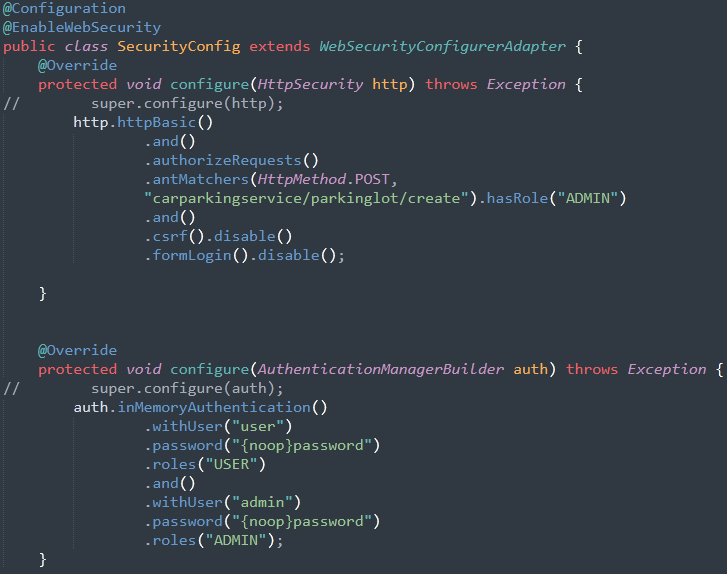 @Configuration
@EnableWebSecurity
public class SecurityConfig extends WebSecurityConfigurerAdapter {
    @Override
    protected void configure(HttpSecurity http) throws Exception {
//        super.configure(http);
        http.httpBasic()
                .and()
                .authorizeRequests()
                .antMatchers(HttpMethod.POST,
                "carparkingservice/parkinglot/create").hasRole("ADMIN")
                .and()
                .csrf().disable()
                .formLogin().disable();
    }
    @Override
    protected void configure(AuthenticationManagerBuilder auth) throws Exception {
//        super.configure(auth);
        auth.inMemoryAuthentication()
                .withUser("user")
                .password("{noop}password")
                .roles("USER")
                .and()
                .withUser("admin")
                .password("{noop}password")
                .roles("ADMIN");
    }